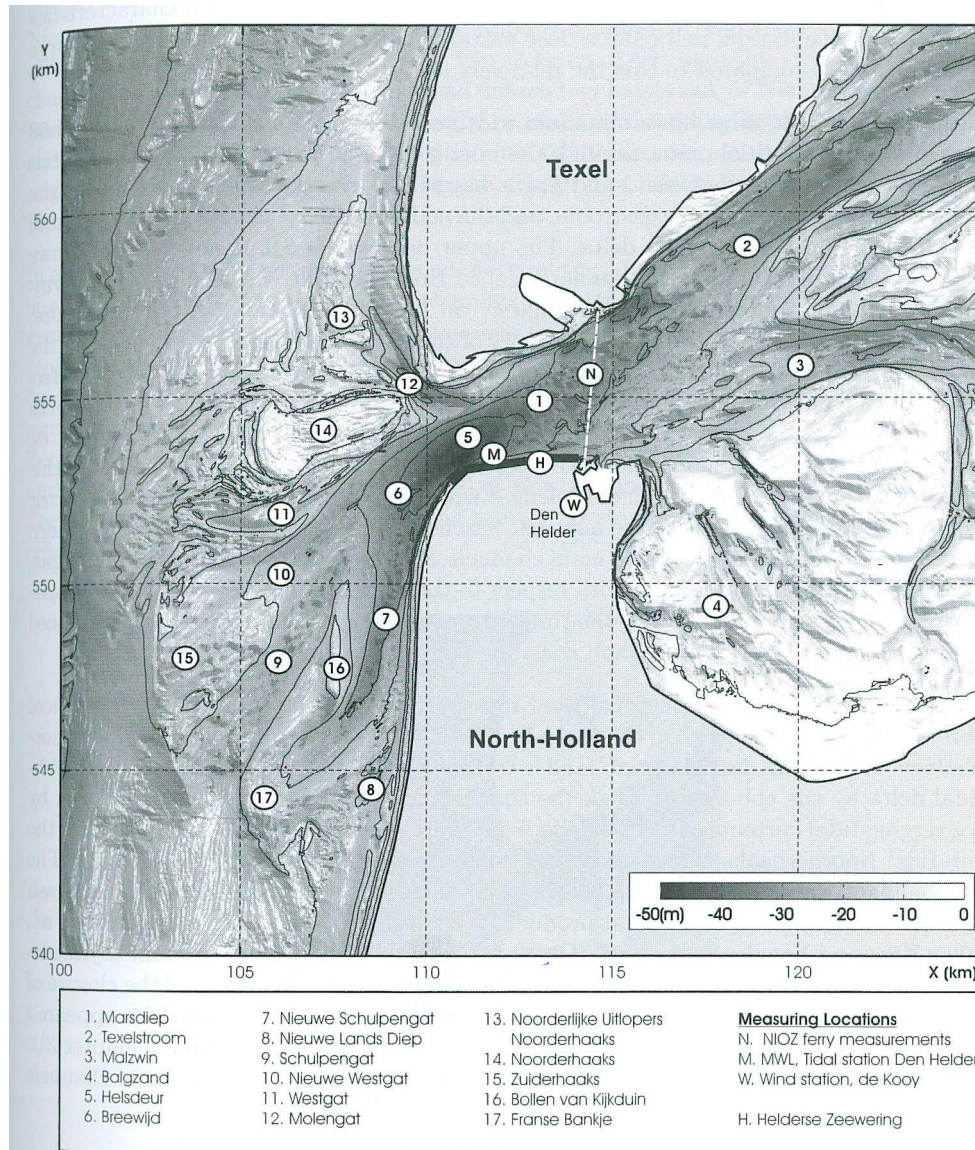 Y
(km)
Texel
560
555
550
545
540
100
105
110
115
120
X (km)
13
2
12
N
3
1
14
5
M
H
6
11
W
Den
Helder
10
7
4
15
9
16
North-Holland
17
8
-50(m) -40 -30 -20 -10 0
1. Marsdiep
2. Texelstroom
3. Malzwin
4. Balgzand
5. Helsdeur
6. Breewijd
7. Nieuwe Schulpengat
8. Nieuwe Lands Diep
9. Schulpengat
10. Nieuwe Westgat
11. Westgat
12. Molengat
13. Noorderlijke Uitlopers
Noorderhaaks
14. Noorderhaaks
15. Zuiderhaaks
16. Bollen van Kijkduin
17. Franse Bankje
Measuring Locations
N. NIOZ ferry measurements
M. MWL, Tidal station Den Helder
W. Wind station, de Kooy
H. Helderse Zeewering